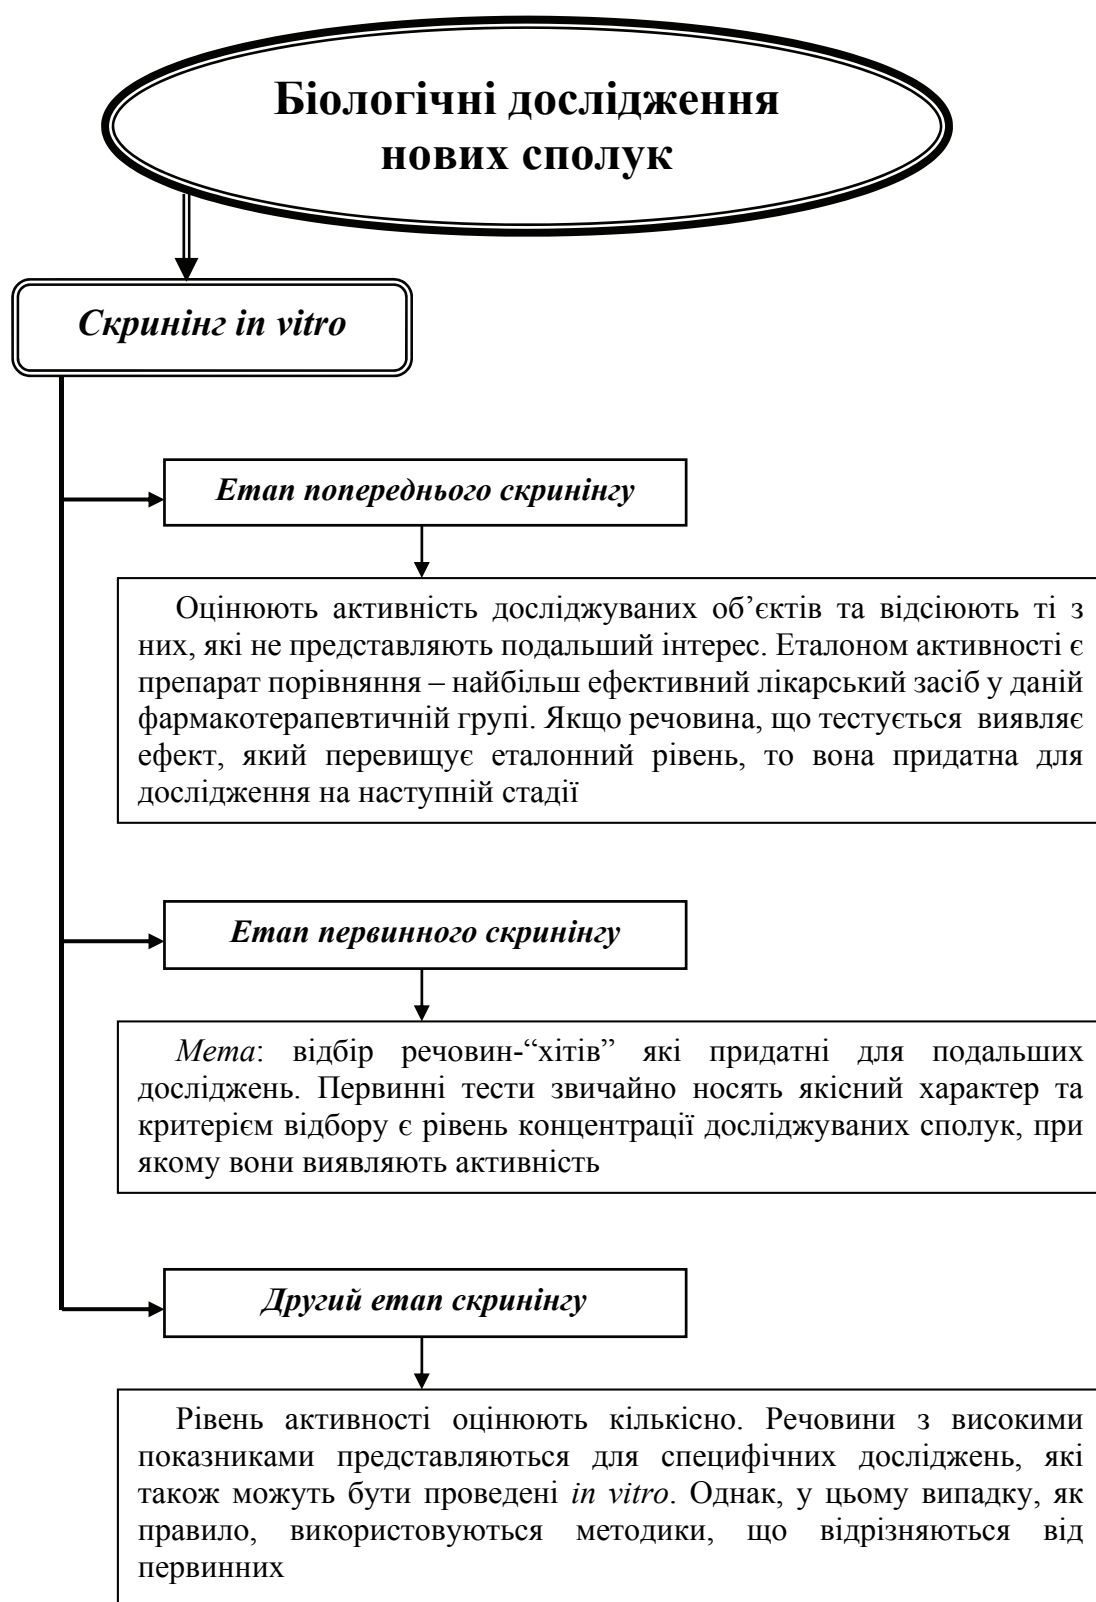 Біологічні дослідження
нових сполук
Скринінг in vitro
Етап попереднього скринінгу
Оцінюють активність досліджуваних об’єктів та відсіюють ті з
них, які не представляють подальший інтерес. Еталоном активності є
препарат порівняння – найбільш ефективний лікарський засіб у даній
фармакотерапевтичній групі. Якщо речовина, що тестується виявляє
ефект, який перевищує еталонний рівень, то вона придатна для
дослідження на наступній стадії
Етап первинного скринінгу
Мета: відбір речовин-“хітів” які придатні для подальших
досліджень. Первинні тести звичайно носять якісний характер та
критерієм відбору є рівень концентрації досліджуваних сполук, при
якому вони виявляють активність
Другий етап скринінгу
Рівень активності оцінюють кількісно. Речовини з високими
показниками представляються для специфічних досліджень, які
також можуть бути проведені in vitro. Однак, у цьому випадку, як
правило, використовуються методики, що відрізняються від
первинних